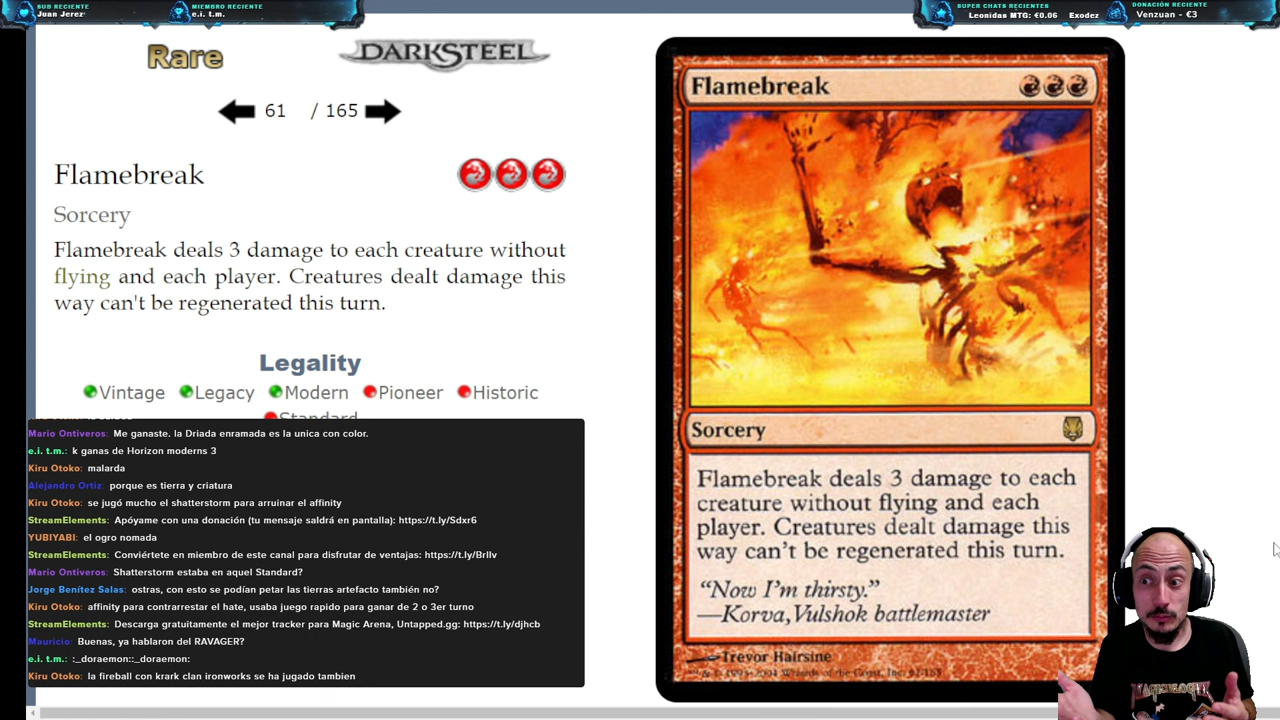 SUB RECIENTE
Juan Jerez
MIEMBRO RECIENTE
e.i. t.m.
SUPER CHATS RECIENTES
Leonidas MTG: €0.06 Exodez
DONACIÓN RECIENTE
Venzuan - €3
Rare
DARKSTEEL
61 / 165
Flamebreak
Sorcery
Flamebreak deals 3 damage to each creature without
flying and each player. Creatures dealt damage this
way can't be regenerated this turn.
Legality
Vintage Legacy Modern Pioneer Historic
Standard
Mario Ontiveros: Me ganaste. la Driada enramada es la unica con color.
e.i. t.m.: k ganas de Horizon moderns 3
Kiru Otoko: malarda
Alejandro Ortiz: porque es tierra y criatura
Kiru Otoko: se jugó mucho el shatterstorm para arruinar el affinity
StreamElements: Apóyame con una donación (tu mensaje saldrá en pantalla): https://t.ly/Sdxr6
YUBIYABI: el ogro nomada
StreamElements: Conviértete en miembro de este canal para disfrutar de ventajas: https://t.ly/Brllv
Mario Ontiveros: Shatterstorm estaba en aquel Standard?
Jorge Benítez Salas: ostras, con esto se podían petar las tierras artefacto también no?
Kiru Otoko: affinity para contrarrestar el hate, usaba juego rapido para ganar de 2 o 3er turno
StreamElements: Descarga gratuitamente el mejor tracker para Magic Arena, Untapped.gg: https://t.ly/djhcb
Mauricio: Buenas, ya hablaron del RAVAGER?
e.i. t.m.: :_doraemon::_doraemon:
Kiru Otoko: la fireball con krark clan ironworks se ha jugado tambien
Flamebreak
Sorcery
Flamebreak deals 3 damage to each
creature without flying and each
player. Creatures dealt damage this
way can't be regenerated this turn.
“Now I'm thirsty.”
—Korva, Vulshok battlemaster
Trevor Hairsine